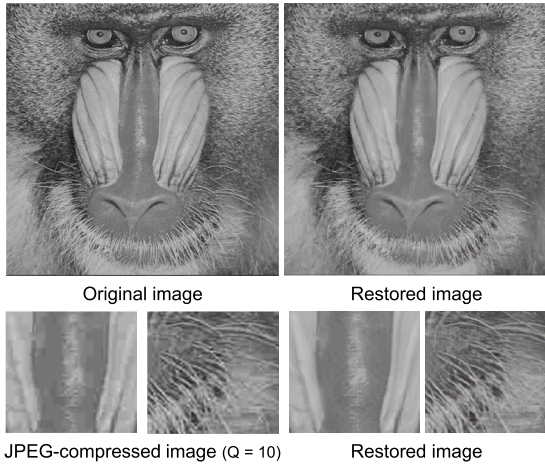 Original image
Restored image
JPEG-compressed image (Q = 10)
Restored image